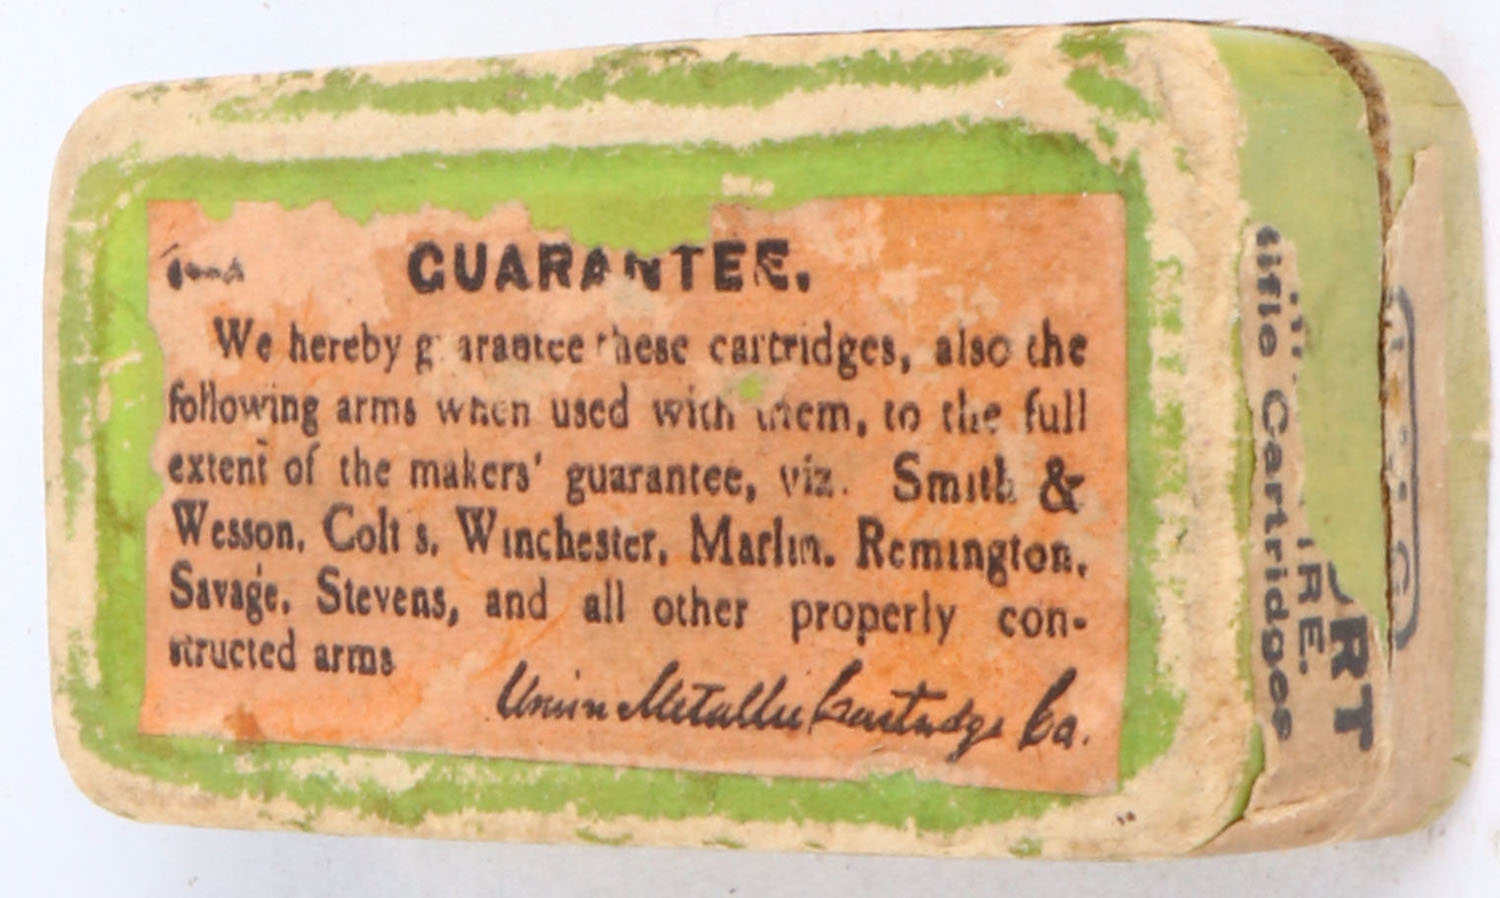 GUARANTEE.
We hereby guarantee these cartridges, also the
following arms when used with them, to the full
extent of the makers' guarantee, viz. Smith &
Wesson, Colt's, Winchester, Marlin, Remington,
Savage, Stevens, and all other properly con-
structed arms
Union Metallic Cartridge Co.
Cartridges